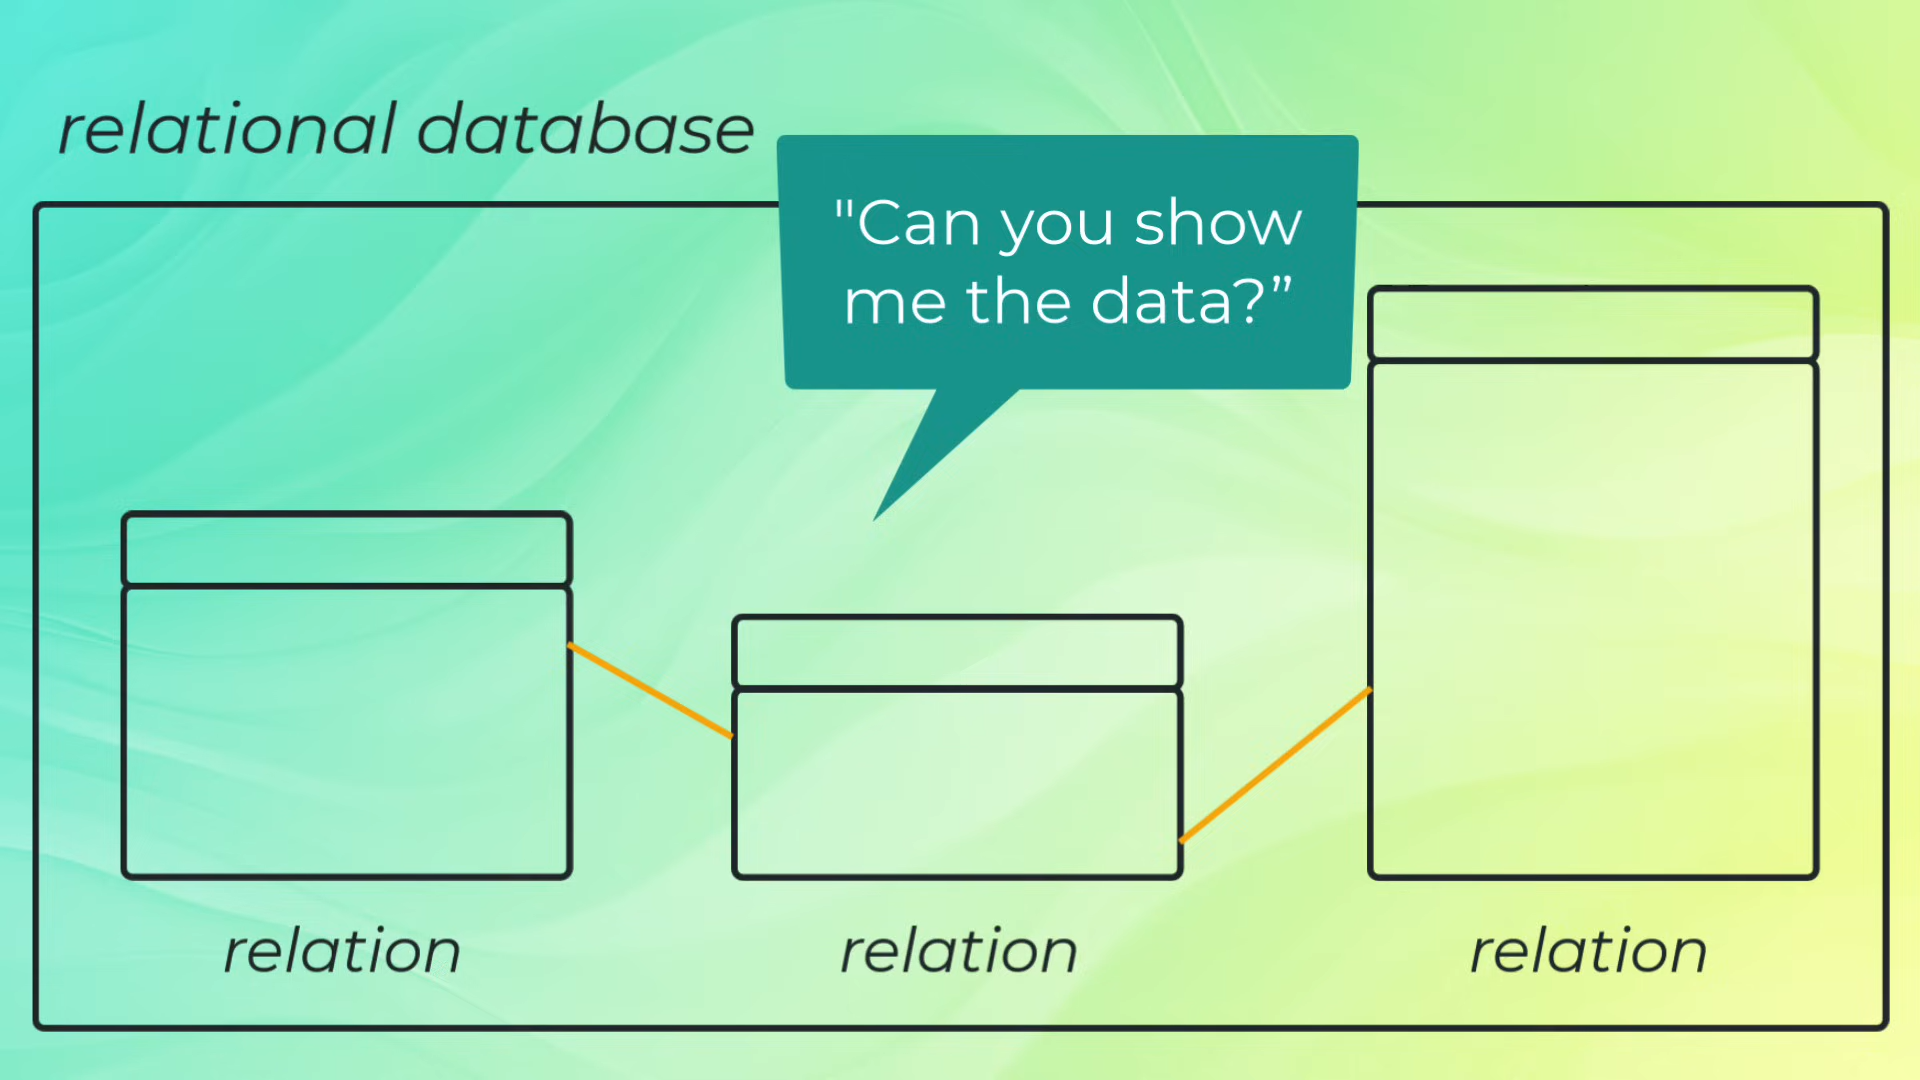 relational database
"Can you show
me the data?”
relation
relation
relation